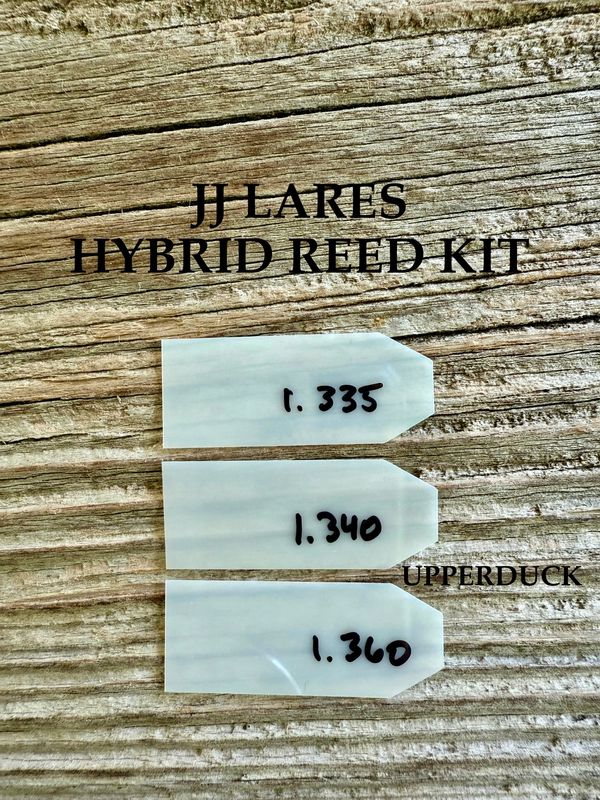 JJ LARES
HYBRID REED KIT
1.335
1.340
UPPERDUCK
1.360